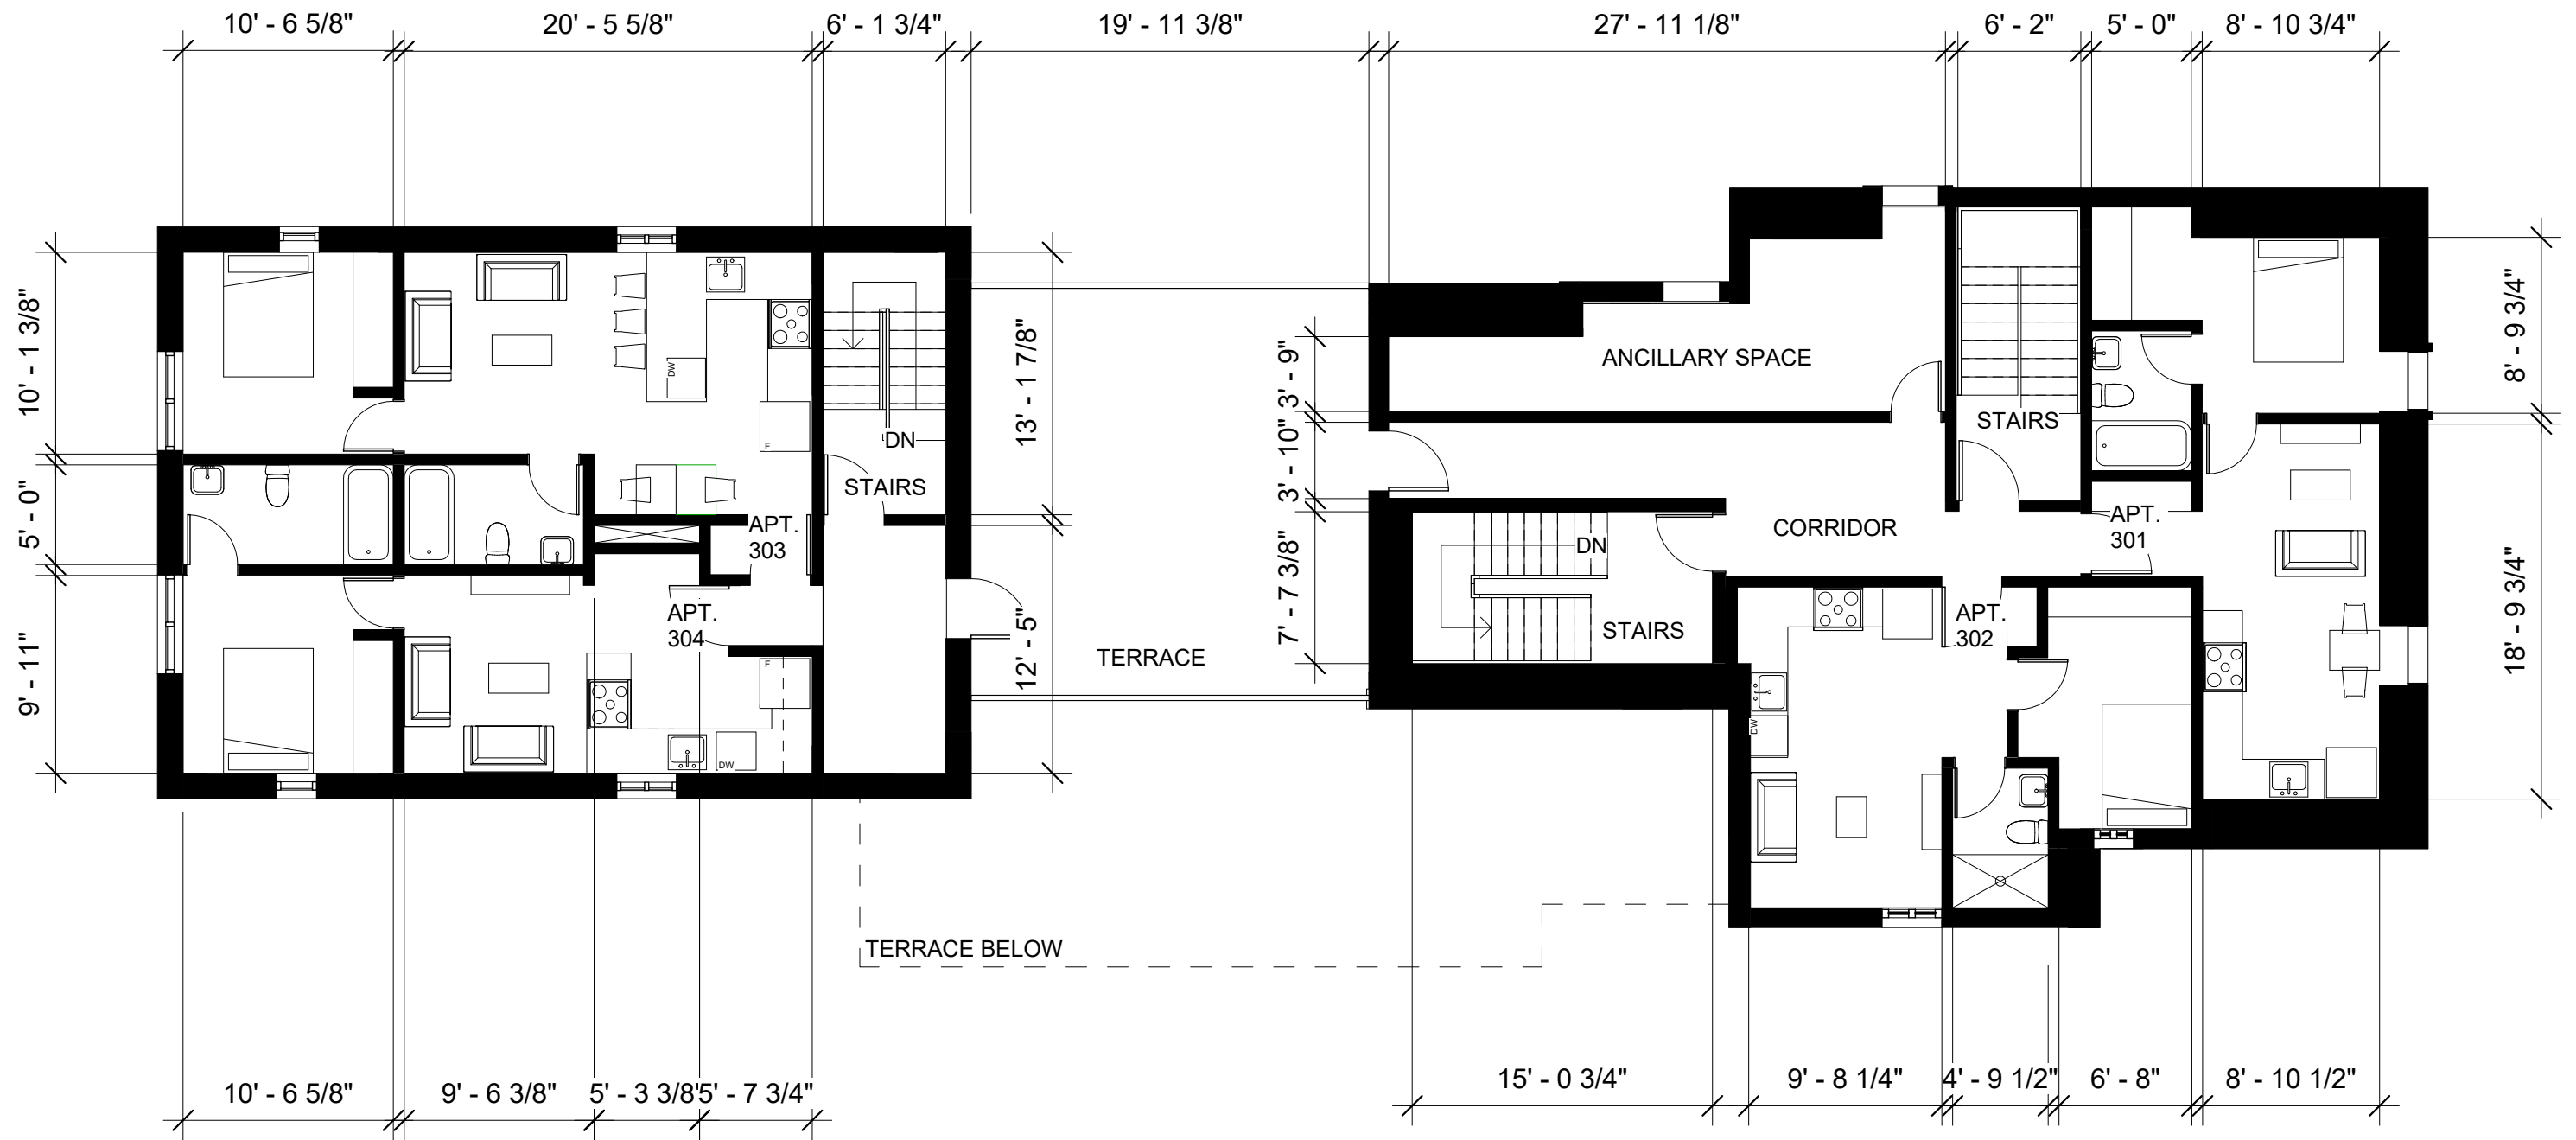 10' - 6 5/8"
20' - 5 5/8"
6' - 1 3/4"
19' - 11 3/8"
27' - 11 1/8"
6' - 2"
5' - 0"
8' - 10 3/4"
10' - 1 3/8"
5' - 0"
9' - 11"
DW
F
DN
STAIRS
APT.
303
APT.
304
F
DW
13' - 1 7/8"
12' - 5"
TERRACE
3' - 9"
3' - 10"
7' - 7 3/8"
ANCILLARY SPACE
STAIRS
CORRIDOR
DN
STAIRS
APT.
301
APT.
302
DW
8' - 9 3/4"
18' - 9 3/4"
TERRACE BELOW
10' - 6 5/8"
9' - 6 3/8"
5' - 3 3/8"
5' - 7 3/4"
15' - 0 3/4"
9' - 8 1/4"
4' - 9 1/2"
6' - 8"
8' - 10 1/2"